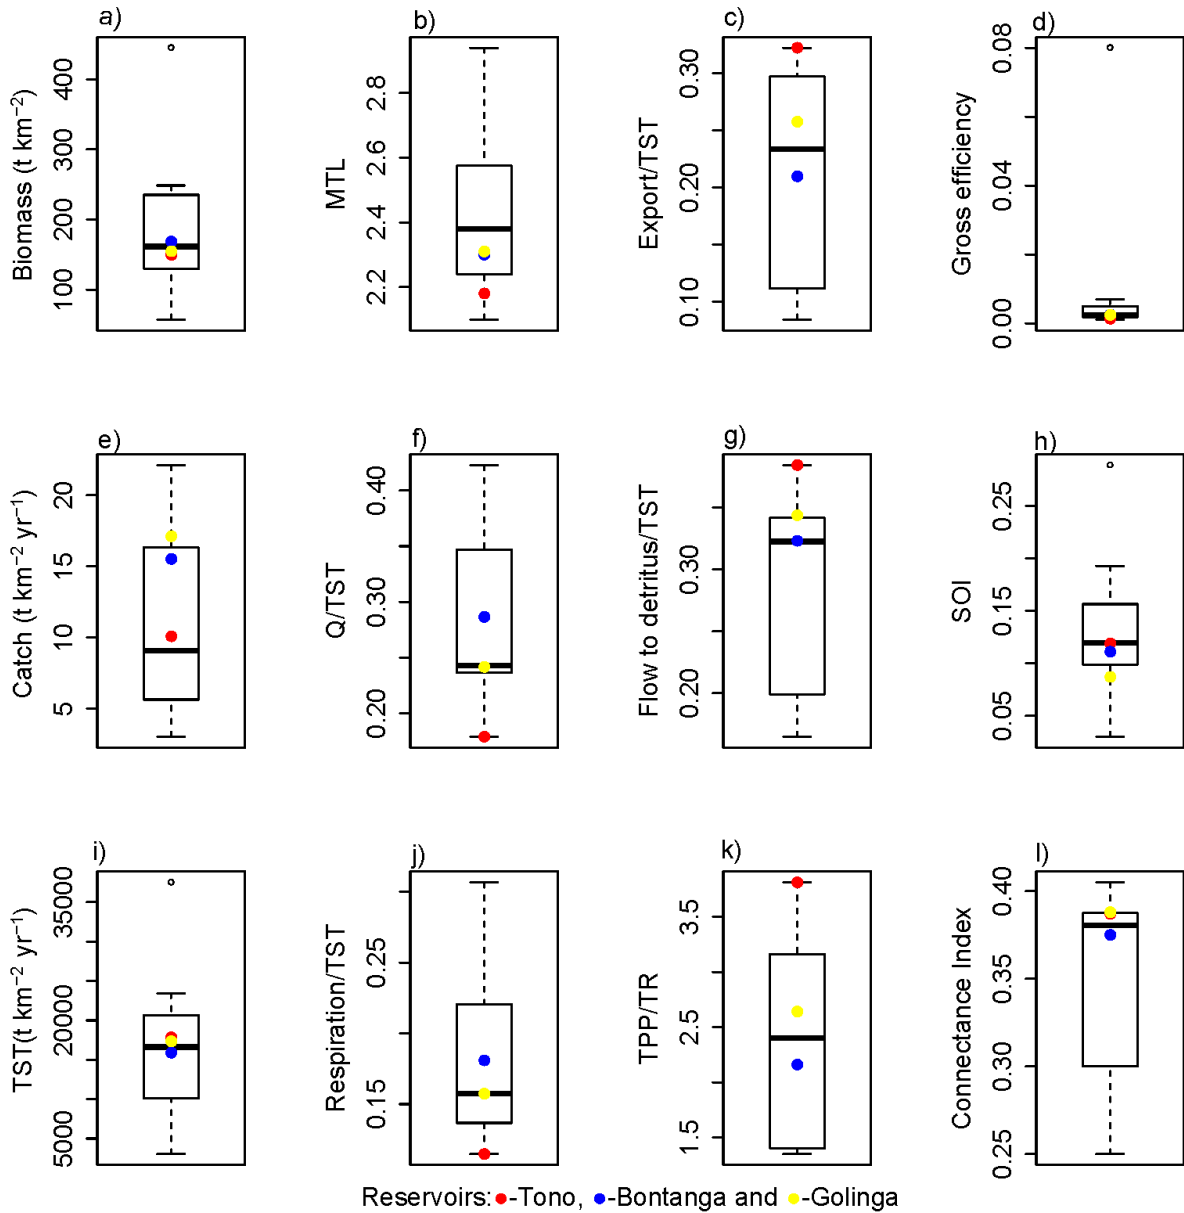 a)
Biomass (t km−2)
100 200 300 400
b)
MTL
2.2 2.4 2.6 2.8
c)
Export/TST
0.10 0.20 0.30
d)
Gross efficiency
0.00 0.04 0.08
e)
Catch (t km−2 yr−1)
5 10 15 20
f)
Q/TST
0.20 0.30 0.40
g)
Flow to detritus/TST
0.20 0.30
h)
SOI
0.05 0.15 0.25
i)
TST(t km−2 yr−1)
5000 20000 35000
j)
Respiration/TST
0.15 0.25
k)
TPP/TR
1.5 2.5 3.5
l)
Connectance Index
0.25 0.30 0.35 0.40
Reservoirs: -Tono, -Bontanga and -Golinga